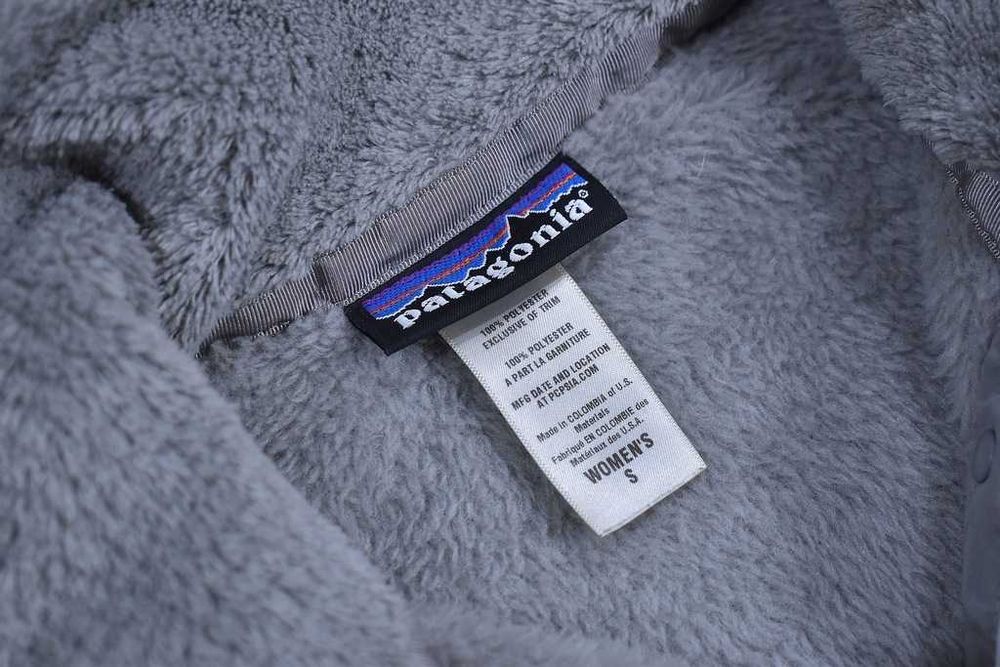 patagonia®
100% POLYESTER
EXCLUSIVE OF TRIM
100% POLYESTER
A PART LA GARNITURE
MFG DATE AND LOCATION
AT PCPSIA.COM
Made in COLOMBIA of U.S.
Materials
Fabriqué EN COLOMBIE des
Matériaux des U.S.A.
WOMEN'S
S